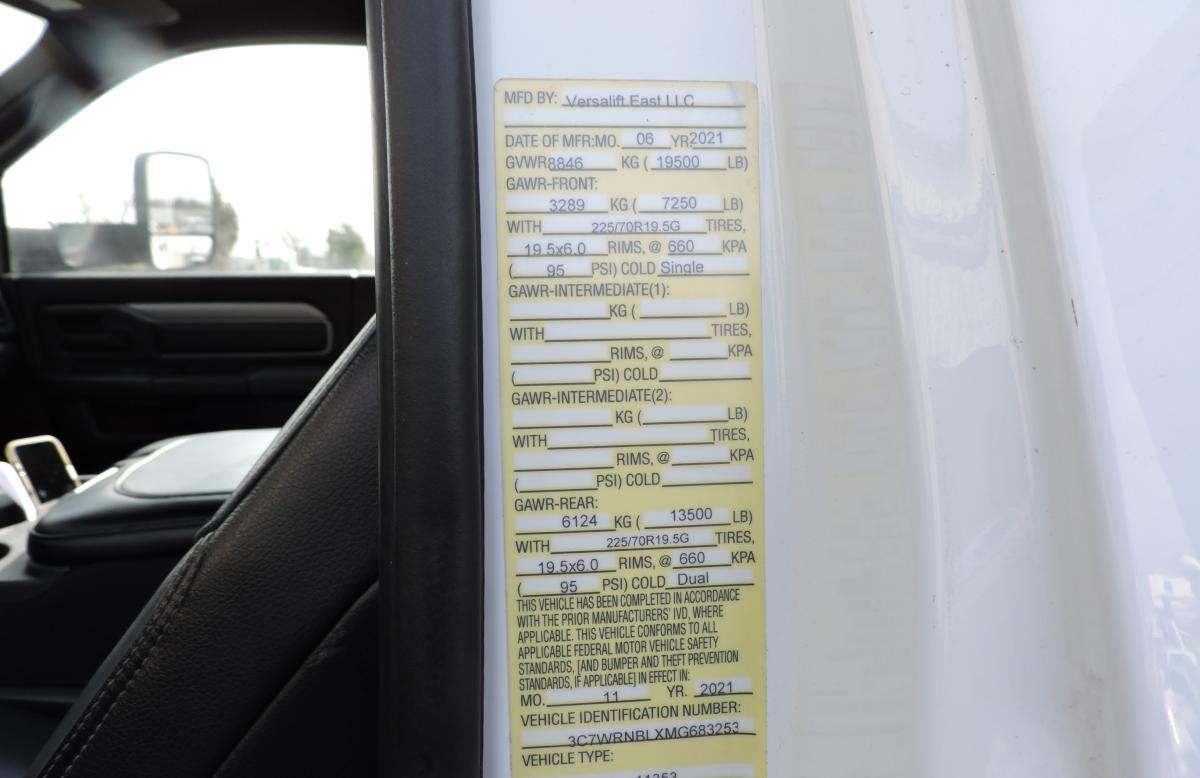 MFD BY: Versalift East LLC
DATE OF MFR:MO. 06 YR.2021
GVWR8846 KG ( 19500 LB)
GAWR-FRONT:
3289 KG ( 7250 LB)
WITH 225/70R19.5G TIRES,
19.5x6.0 RIMS, @ 660 KPA
( 95 PSI) COLD Single
GAWR-INTERMEDIATE(1):
KG ( LB)
WITH TIRES,
RIMS, @ KPA
( PSI) COLD
GAWR-INTERMEDIATE(2):
KG ( LB)
WITH TIRES,
RIMS, @ KPA
( PSI) COLD
GAWR-REAR:
6124 KG ( 13500 LB)
WITH 225/70R19.5G TIRES,
19.5x6.0 RIMS, @ 660 KPA
( 95 PSI) COLD Dual
THIS VEHICLE HAS BEEN COMPLETED IN ACCORDANCE
WITH THE PRIOR MANUFACTURERS' IVD, WHERE
APPLICABLE. THIS VEHICLE CONFORMS TO ALL
APPLICABLE FEDERAL MOTOR VEHICLE SAFETY
STANDARDS, [AND BUMPER AND THEFT PREVENTION
STANDARDS, IF APPLICABLE] IN EFFECT IN:
MO. 11 YR. 2021
VEHICLE IDENTIFICATION NUMBER:
3C7WRNBLXMG683253
VEHICLE TYPE: